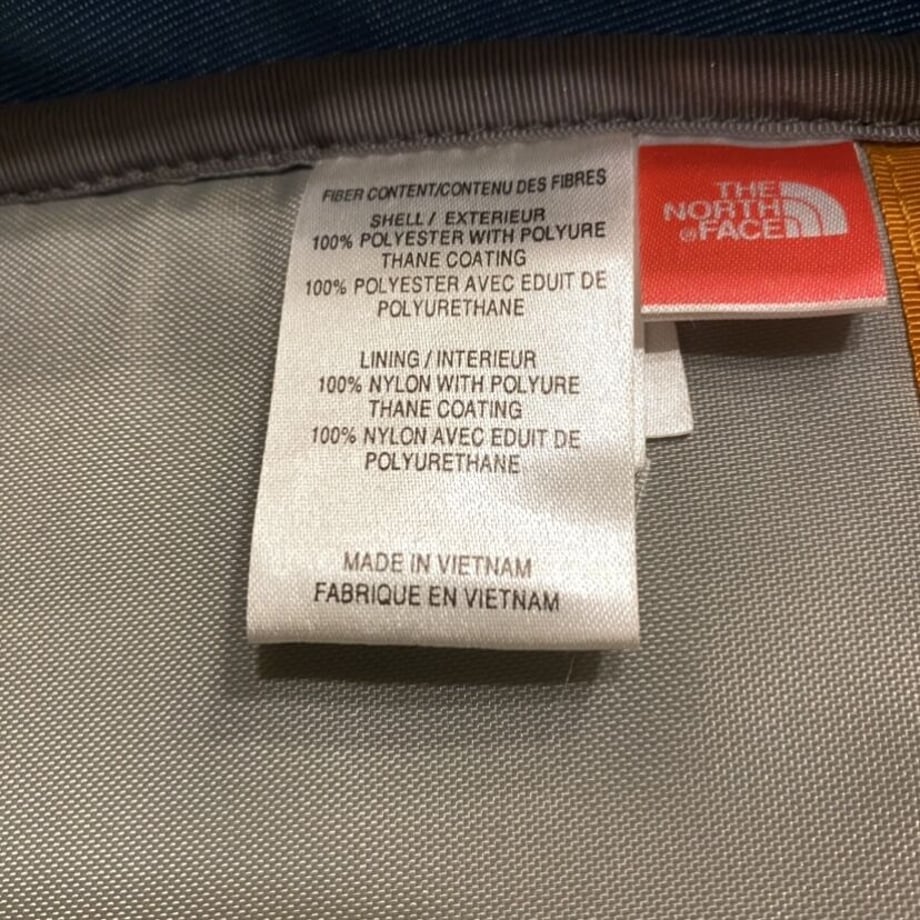 FIBER CONTENT/CONTENU DES FIBRES
SHELL / EXTERIEUR
100% POLYESTER WITH POLYURE
THANE COATING
100% POLYESTER AVEC EDUIT DE
POLYURETHANE
LINING / INTERIEUR
100% NYLON WITH POLYURE
THANE COATING
100% NYLON AVEC EDUIT DE
POLYURETHANE
MADE IN VIETNAM
FABRIQUE EN VIETNAM
THE
NORTH
®FACE